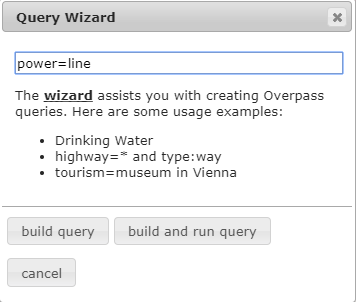 Query Wizard
power=line
The wizard assists you with creating Overpass
queries. Here are some usage examples:
• Drinking Water
• highway=* and type:way
• tourism=museum in Vienna
build query
build and run query
cancel